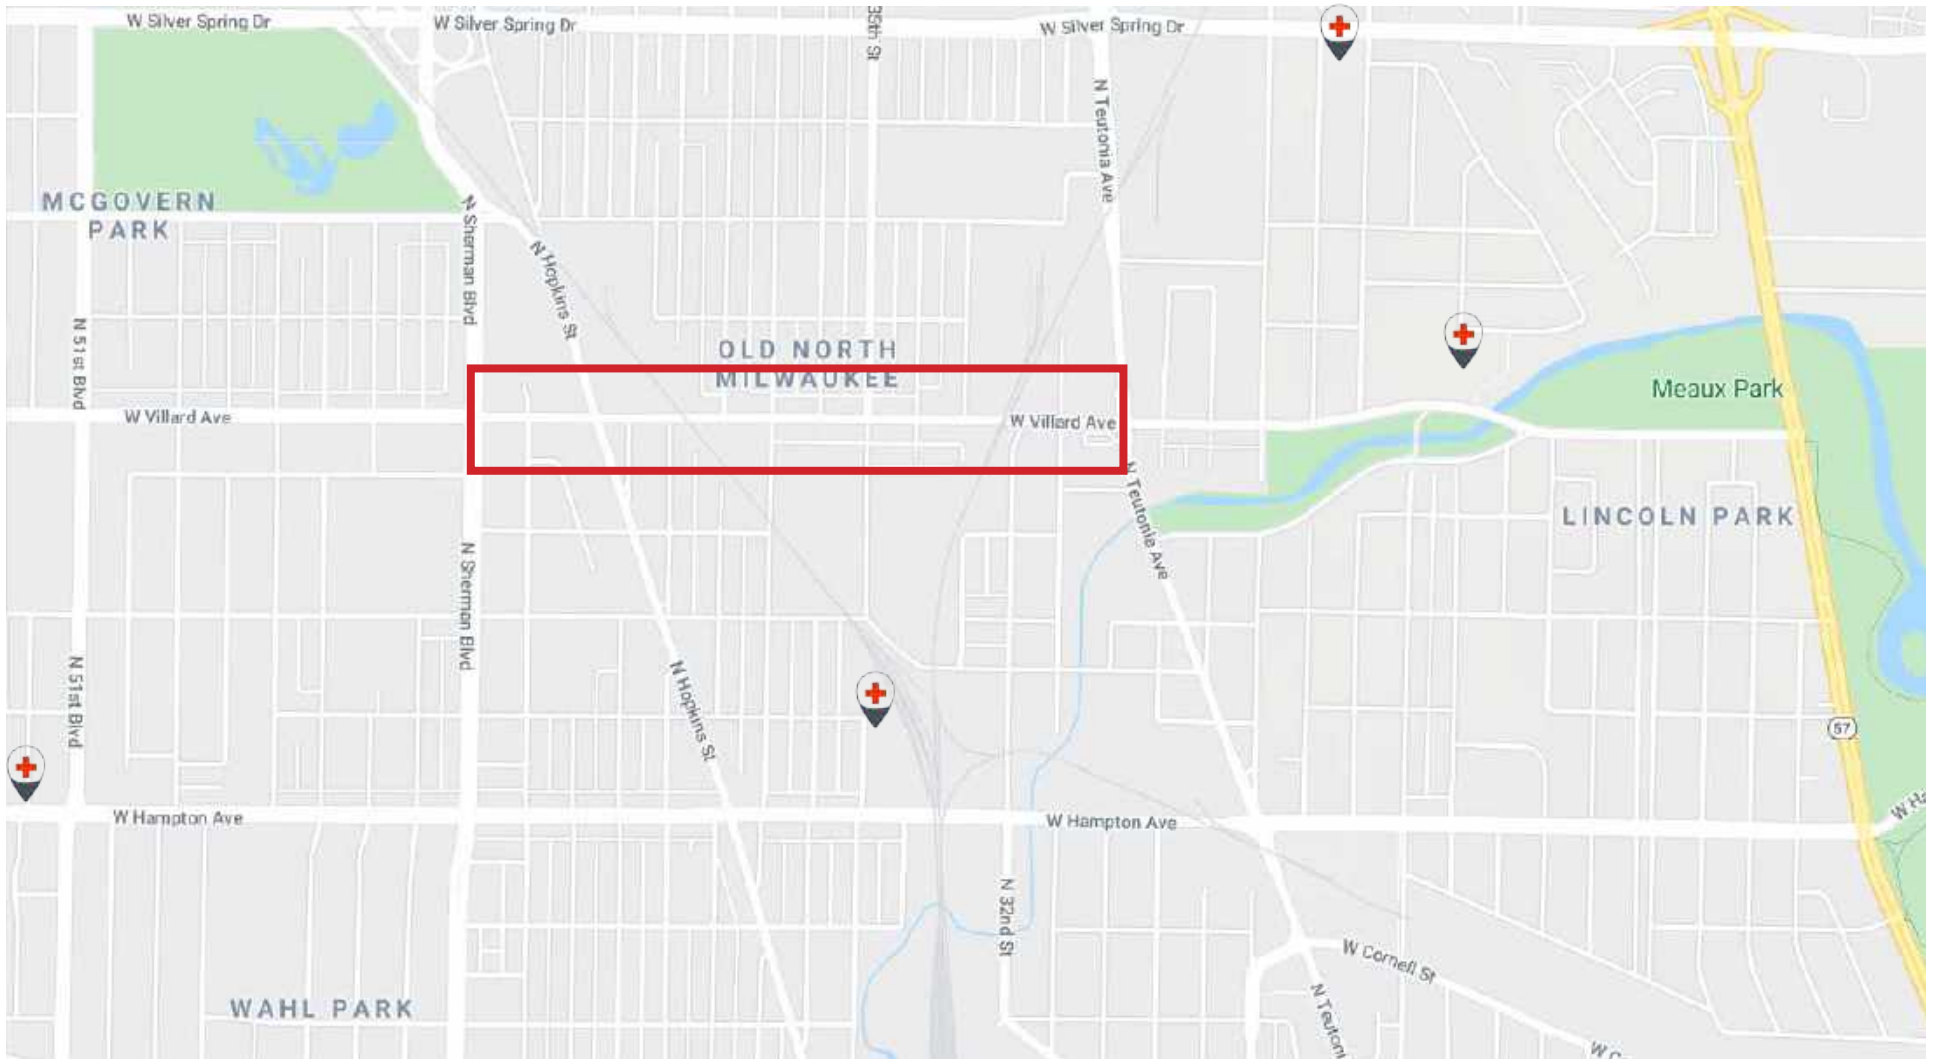 W Silver Spring Dr
W Silver Spring Dr
35th St
W Silver Spring Dr
N Teutonia Ave
MCGOVERN
PARK
N Sherman Blvd
N Hopkins St
N 51st Blvd
OLD NORTH
MILWAUKEE
Meaux Park
W Villard Ave
W Villard Ave
N Teutonia Ave
LINCOLN PARK
N Sherman Blvd
N 51st Blvd
N Hopkins St
57
W Hampton Ave
W Hampton Ave
W Ha
N 32nd St
W Cornell St
WAHL PARK
N Teutoni
W C